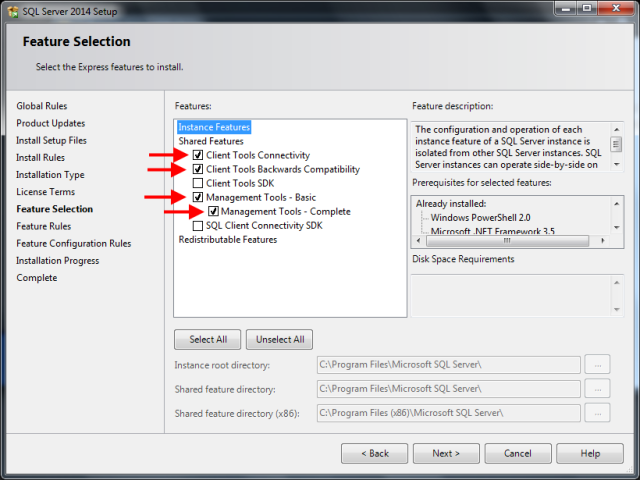 SQL Server 2014 Setup
Feature Selection
Select the Express features to install.
Global Rules
Product Updates
Install Setup Files
Install Rules
Installation Type
License Terms
Feature Selection
Feature Rules
Feature Configuration Rules
Installation Progress
Complete
Features:
Instance Features
Shared Features
Client Tools Connectivity
Client Tools Backwards Compatibility
Client Tools SDK
Management Tools - Basic
Management Tools - Complete
SQL Client Connectivity SDK
Redistributable Features
Feature description:
The configuration and operation of each
instance feature of a SQL Server instance is
isolated from other SQL Server instances. SQL
Server instances can operate side-by-side on
Prerequisites for selected features:
Already installed:
Windows PowerShell 2.0
Microsoft .NET Framework 3.5
Disk Space Requirements
Select All
Unselect All
Instance root directory:
C:\Program Files\Microsoft SQL Server\
...
Shared feature directory:
C:\Program Files\Microsoft SQL Server\
...
Shared feature directory (x86):
C:\Program Files (x86)\Microsoft SQL Server\
...
< Back
Next >
Cancel
Help